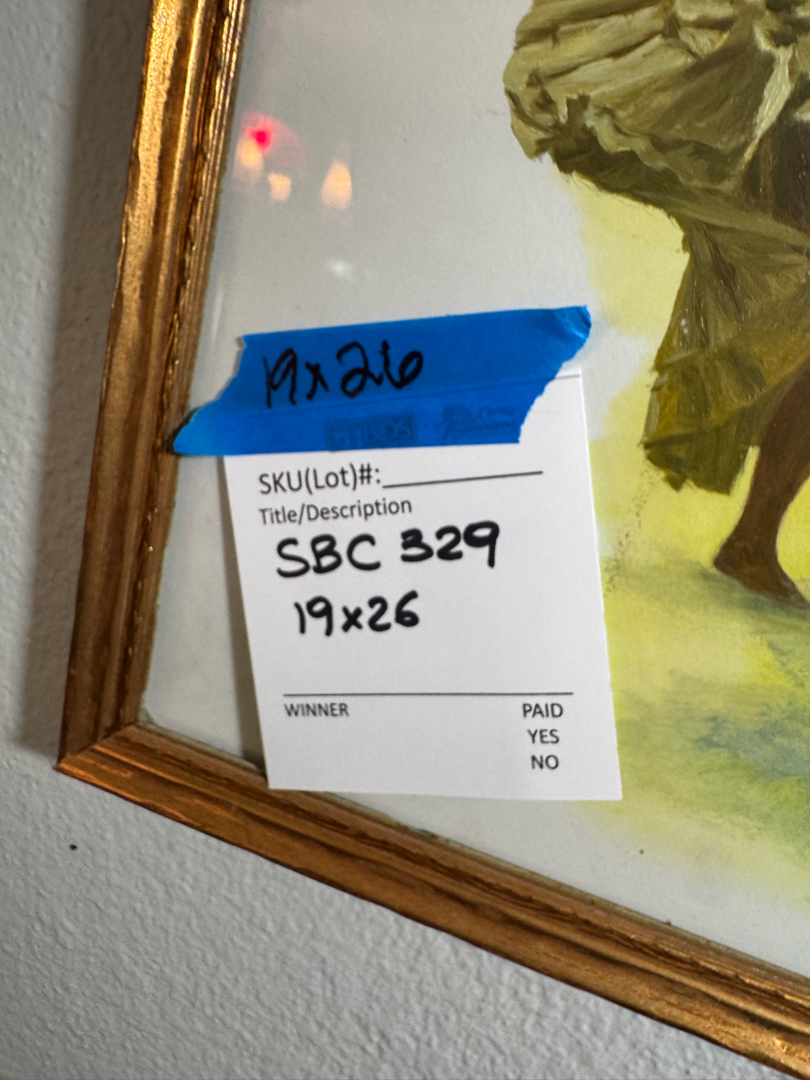 19x26
SKU(Lot)#:
Title/Description
SBC 329
19x26
WINNER PAID
YES
NO